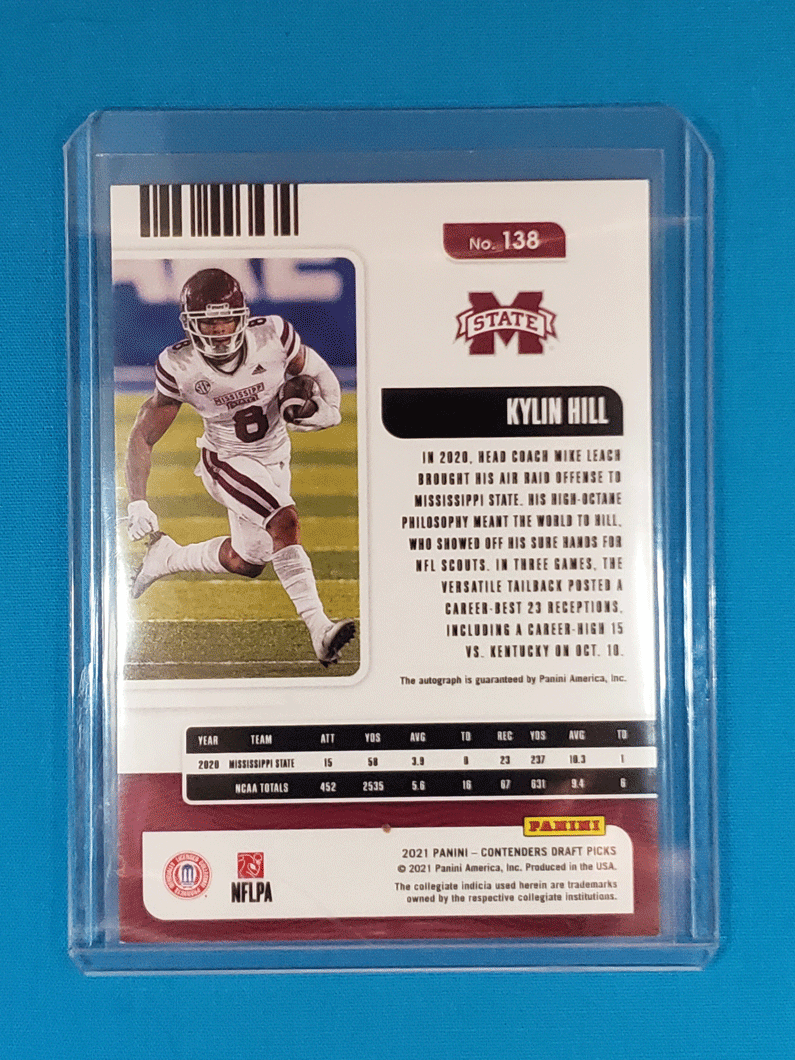 No. 138
M
STATE
KYLIN HILL
IN 2020, HEAD COACH MIKE LEACH
BROUGHT HIS AIR RAID OFFENSE TO
MISSISSIPPI STATE. HIS HIGH-OCTANE
PHILOSOPHY MEANT THE WORLD TO HILL,
WHO SHOWED OFF HIS SURE HANDS FOR
NFL SCOUTS. IN THREE GAMES, THE
VERSATILE TAILBACK POSTED A
CAREER-BEST 23 RECEPTIONS,
INCLUDING A CAREER-HIGH 15
VS. KENTUCKY ON OCT. 10.
The autograph is guaranteed by Panini America, Inc.
8
SEC
MISSISSIPPI
STATE
8
YEAR TEAM ATT YDS AVG TD REC YDS AVG TD
2020 MISSISSIPPI STATE 15 58 3.9 0 23 237 10.3 1
NCAA TOTALS 452 2535 5.6 16 67 631 9.4 6
PANINI
2021 PANINI – CONTENDERS DRAFT PICKS
© 2021 Panini America, Inc. Produced in the USA.
The collegiate indicia used herein are trademarks
owned by the respective collegiate institutions.
NFLPA